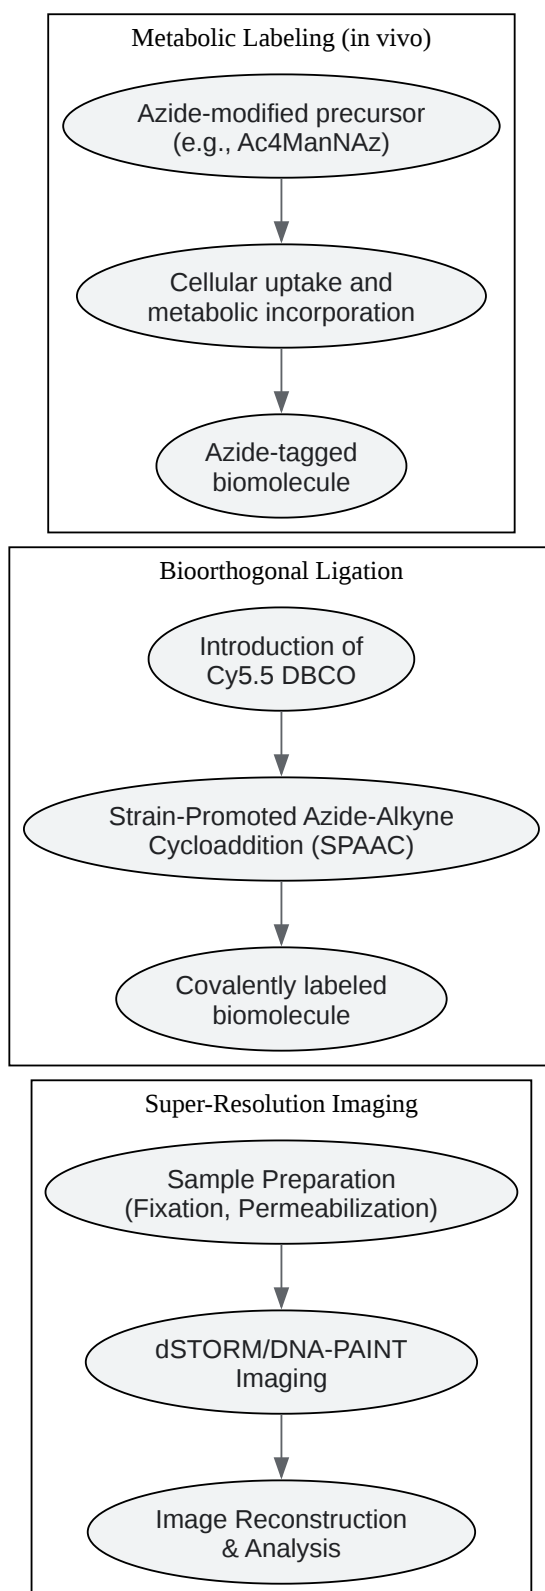 Metabolic Labeling (in vivo)
Azide-modified precursor
(e.g., Ac4ManNAz)
Cellular uptake and
metabolic incorporation
Azide-tagged
biomolecule
Bioorthogonal Ligation
Introduction of
Cy5.5 DBCO
Strain-Promoted Azide-Alkyne
Cycloaddition (SPAAC)
Covalently labeled
biomolecule
Super-Resolution Imaging
Sample Preparation
(Fixation, Permeabilization)
dSTORM/DNA-PAINT
Imaging
Image Reconstruction
& Analysis